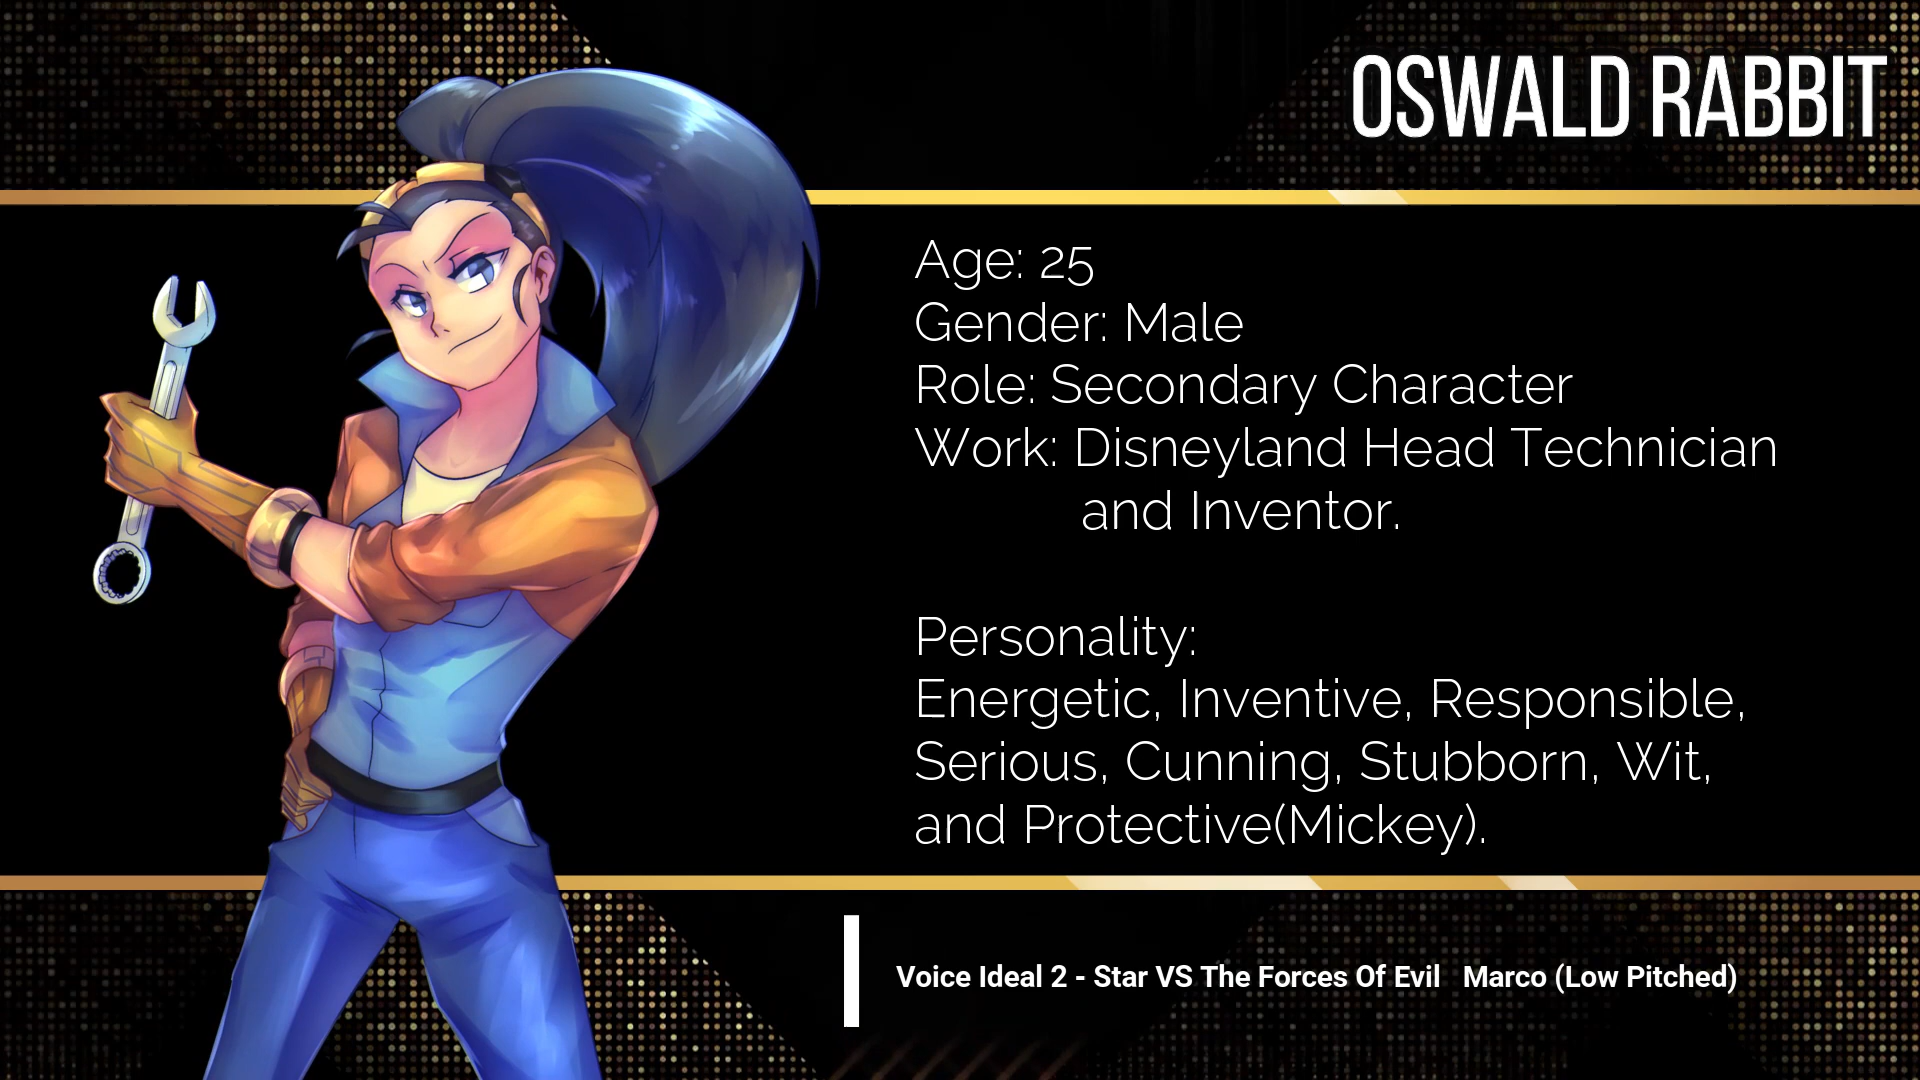 OSWALD RABBIT
Age: 25
Gender: Male
Role: Secondary Character
Work: Disneyland Head Technician
and Inventor.
Personality:
Energetic, Inventive, Responsible,
Serious, Cunning, Stubborn, Wit,
and Protective(Mickey).
Voice Ideal 2 - Star VS The Forces Of Evil   Marco (Low Pitched)